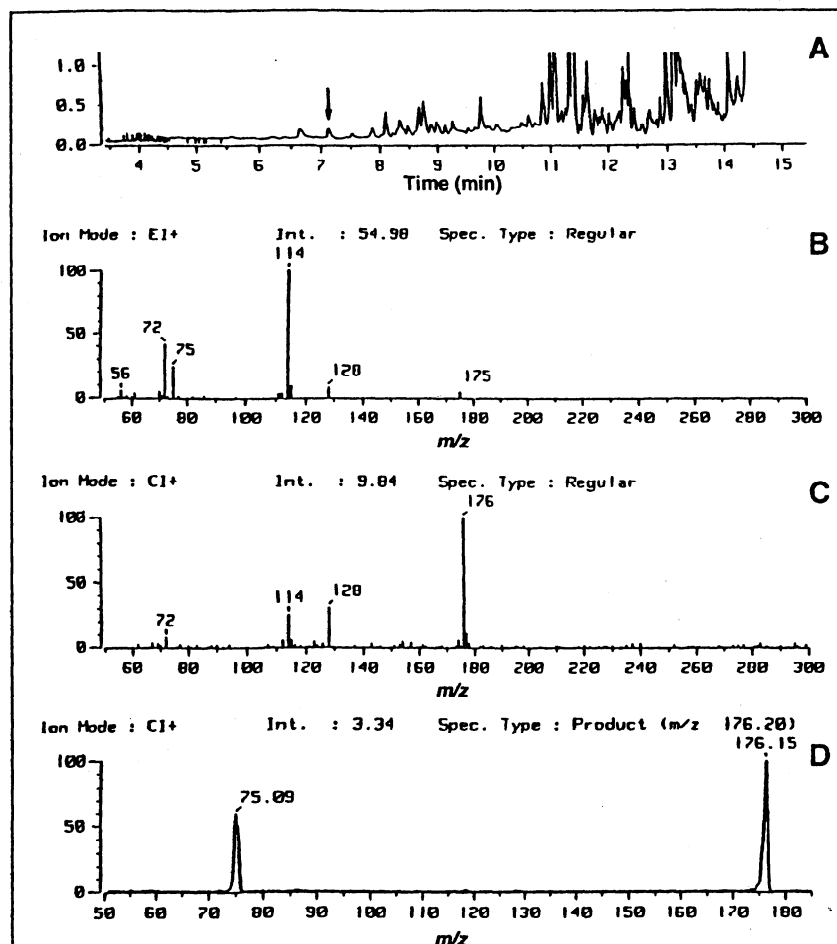 A
1.0
0.5
0.0
4 5 6 7 8 9 10 11 12 13 14 15
Time (min)
B
Ion Mode : EI+ Int. : 54.98 Spec. Type : Regular
114
100
72
75
50
56
128
175
0
60 80 100 120 140 160 180 200 220 240 260 280 300
m/z
C
Ion Mode : CI+ Int. : 9.84 Spec. Type : Regular
176
100
50
114
128
72
0
60 80 100 120 140 160 180 200 220 240 260 280 300
m/z
D
Ion Mode : CI+ Int. : 3.34 Spec. Type : Product (m/z 176.20)
176.15
100
75.09
50
0
50 60 70 80 90 100 110 120 130 140 150 160 170 180
m/z